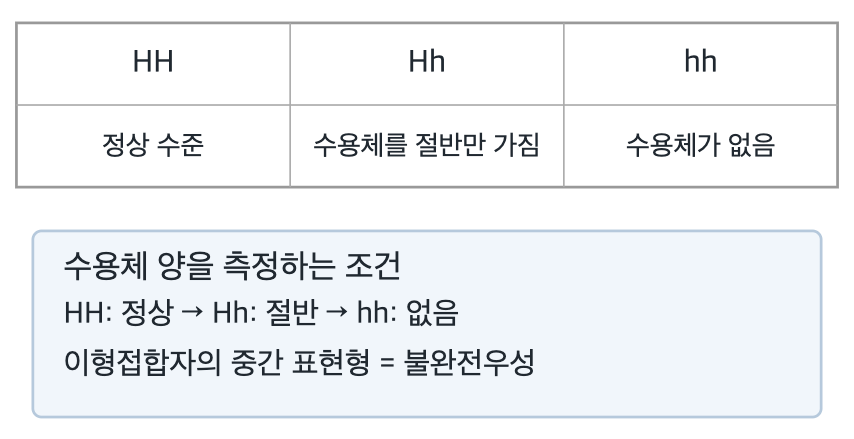 HH Hh hh
정상 수준 수용체를 절반만 가짐 수용체가 없음
수용체 양을 측정하는 조건
HH: 정상 → Hh: 절반 → hh: 없음
이형접합자의 중간 표현형 = 불완전우성